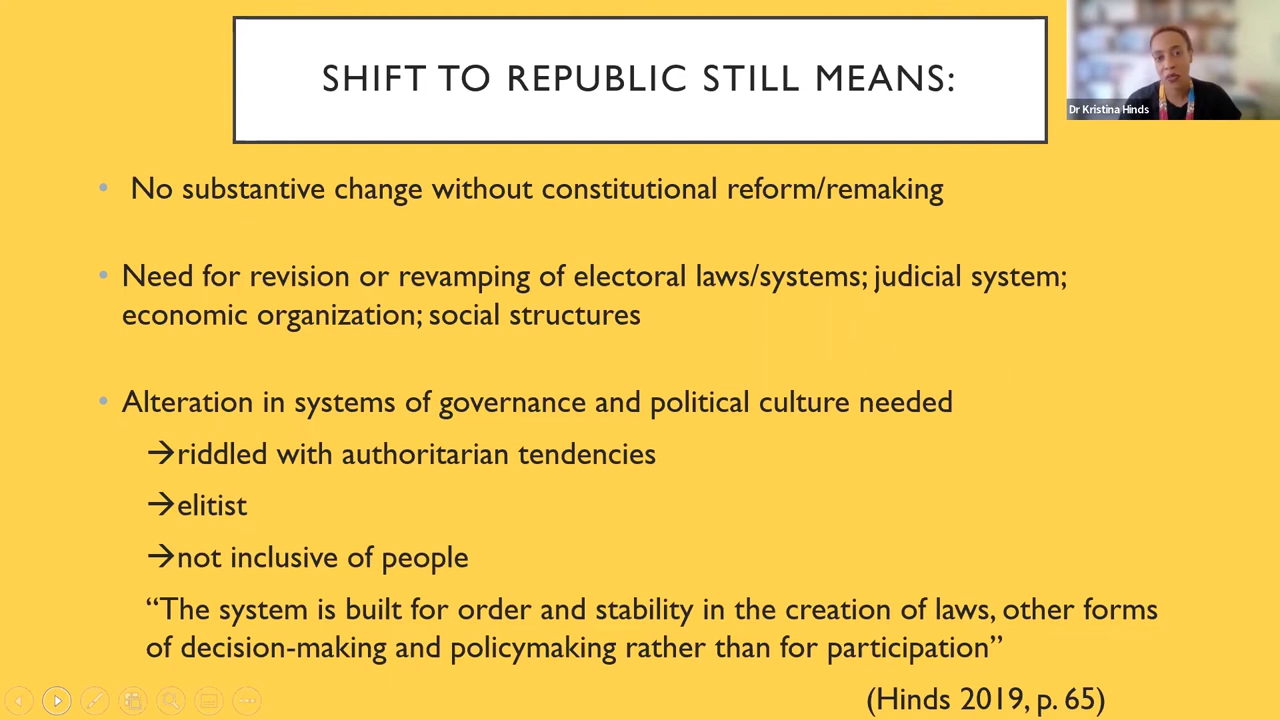 SHIFT TO REPUBLIC STILL MEANS:
Dr Kristina Hinds
• No substantive change without constitutional reform/remaking
• Need for revision or revamping of electoral laws/systems; judicial system;
economic organization; social structures
• Alteration in systems of governance and political culture needed
→riddled with authoritarian tendencies
→elitist
→not inclusive of people
“The system is built for order and stability in the creation of laws, other forms
of decision-making and policymaking rather than for participation”
(Hinds 2019, p. 65)